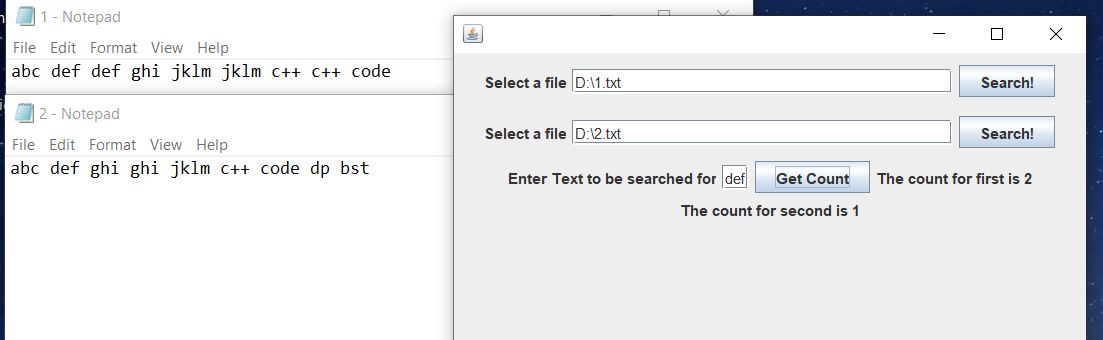 1 - Notepad
File Edit Format View Help
abc def def ghi jklm jklm c++ c++ code
2 - Notepad
File Edit Format View Help
abc def ghi ghi jklm c++ code dp bst
Select a file D:\1.txt Search!
Select a file D:\2.txt Search!
Enter Text to be searched for def Get Count The count for first is 2
The count for second is 1